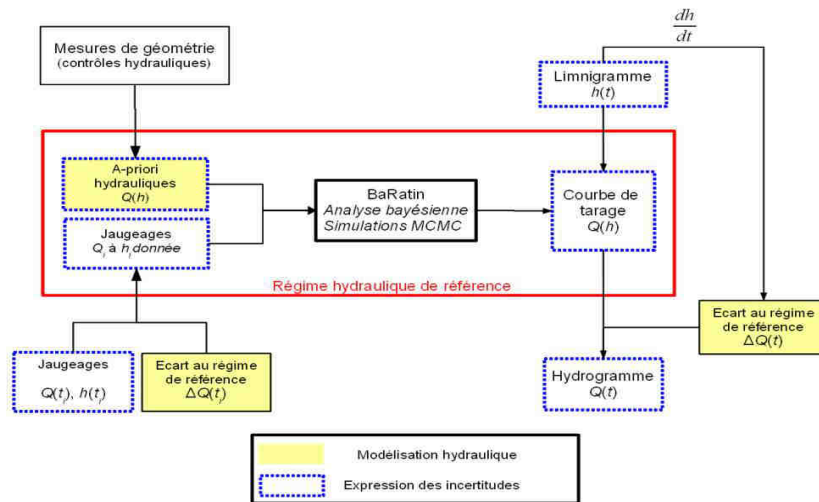 Mesures de géométrie
(contrôles hydrauliques)
dh
dt
Limnigramme
h(t)
A-priori
hydrauliques
Q(h)
Jaugeages
Qᵢ à hᵢ donnée
BaRatin
Analyse bayésienne
Simulations MCMC
Courbe de
tarage
Q(h)
Régime hydraulique de référence
Jaugeages
Q(tᵢ), h(tᵢ)
Ecart au régime
de référence
ΔQ(tᵢ)
Ecart au régime
de référence
ΔQ(t)
Hydrogramme
Q(t)
Modélisation hydraulique
Expression des incertitudes